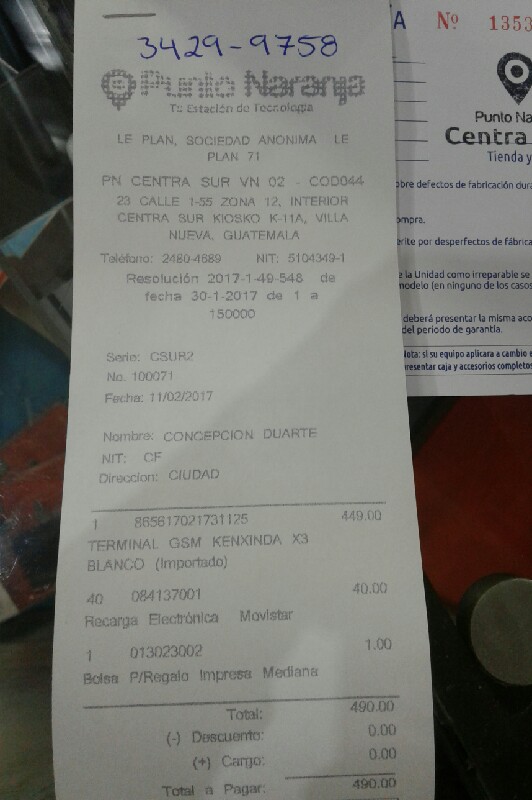 3429-9758
Punto Naranja
Tu Estación de Tecnología
LE PLAN, SOCIEDAD ANONIMA LE
PLAN 71
PN CENTRA SUR VN 02 - COD044
23 CALLE 1-55 ZONA 12, INTERIOR
CENTRA SUR KIOSKO K-11A, VILLA
NUEVA, GUATEMALA
Teléfono: 2480-4689 NIT: 5104349-1
Resolución 2017-1-49-548 de
fecha 30-1-2017 de 1 a
150000
Serie: CSUR2
No. 100071
Fecha: 11/02/2017
Nombre: CONCEPCION DUARTE
NIT: CF
Direccion: CIUDAD
1 865617021731125 449.00
TERMINAL GSM KENXINDA X3
BLANCO (Importado)
40 084137001 40.00
Recarga Electrónica Movistar
1 013023002 1.00
Bolsa P/Regalo Impresa Mediana
Total: 490.00
(-) Descuento: 0.00
(+) Cargo: 0.00
Total a Pagar: 490.00
A Nº 1353
Punto Na
Centra
Tienda y
obre defectos de fabricación dura
ompra.
erite por desperfectos de fábrica
e la Unidad como irreparable se
modelo (en ninguno de los casos
deberá presentar la misma aco
del periodo de garantía.
Nota: si su equipo aplicara a cambio e
presentar caja y accesorios completos